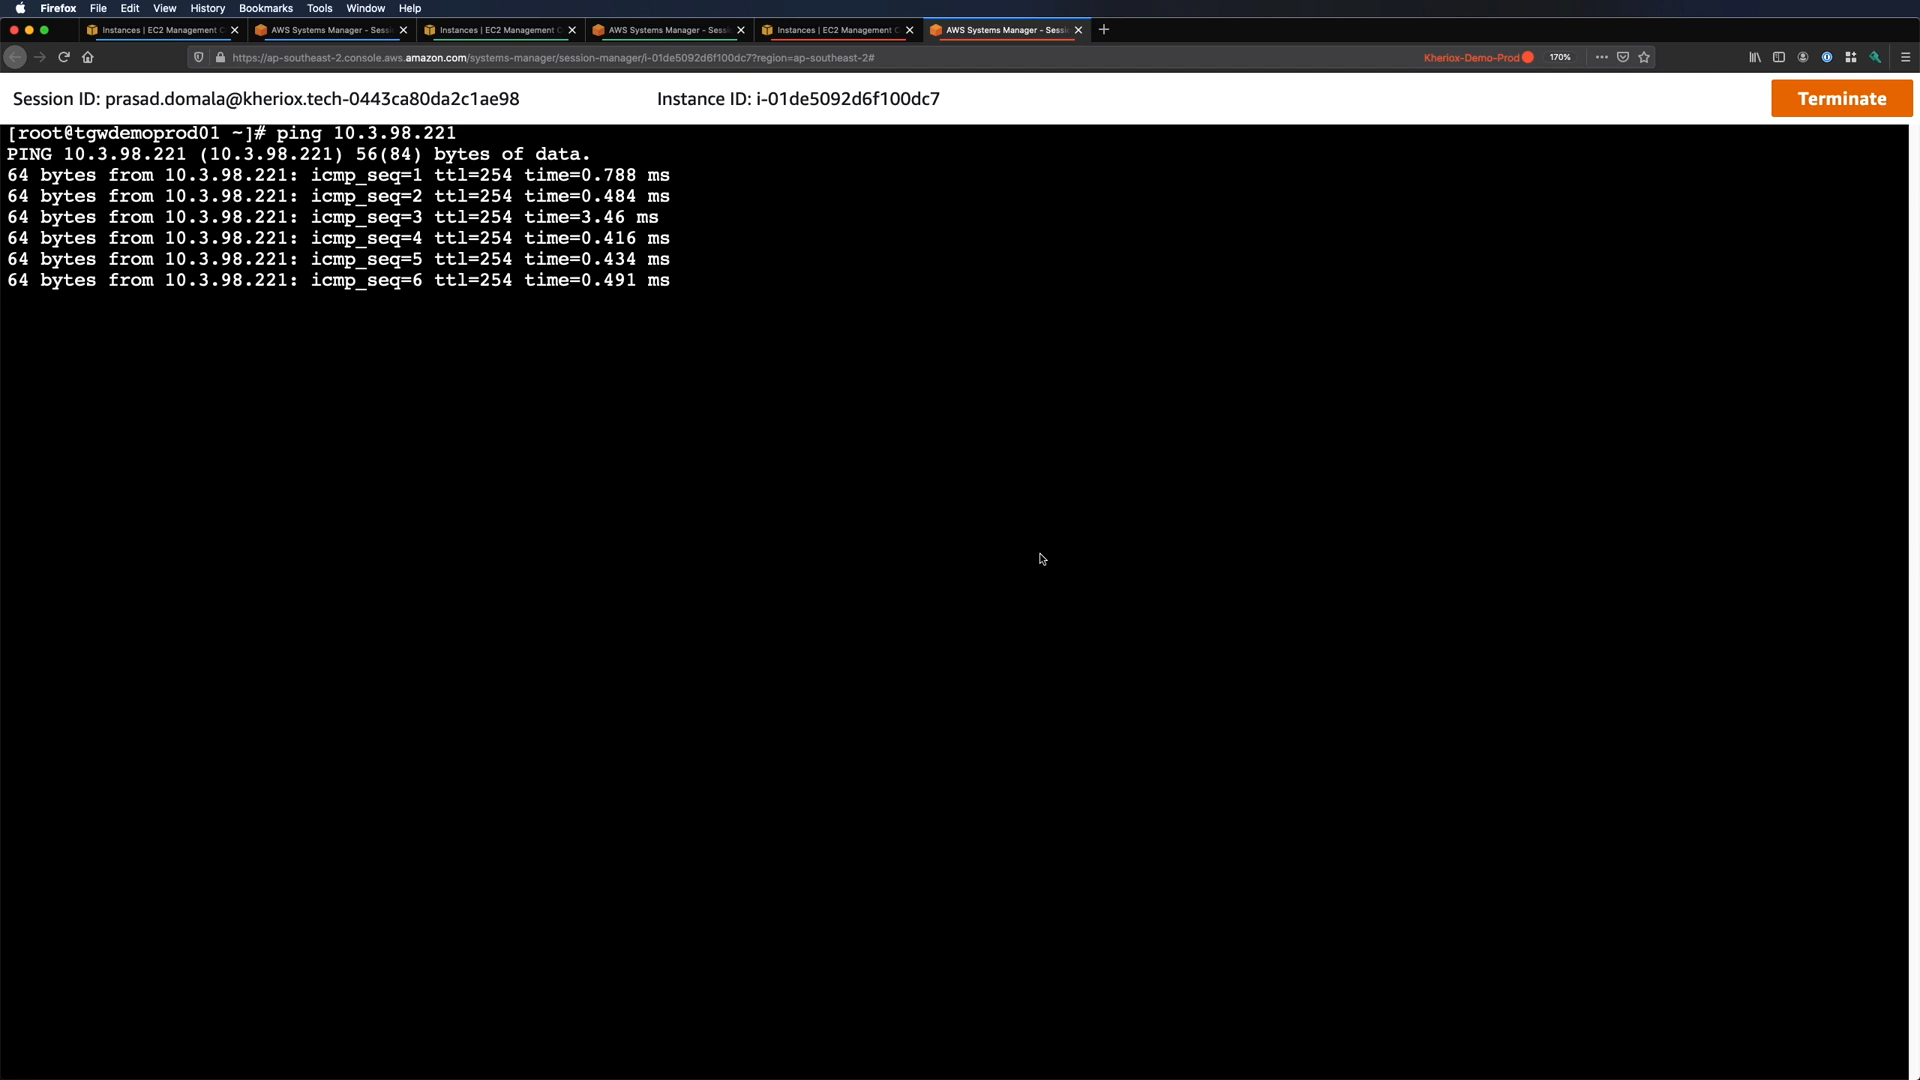 Firefox File Edit View History Bookmarks Tools Window Help
Instances | EC2 Management C AWS Systems Manager - Sessi Instances | EC2 Management C AWS Systems Manager - Sessi Instances | EC2 Management C AWS Systems Manager - Sessi
https://ap-southeast-2.console.aws.amazon.com/systems-manager/session-manager/i-01de5092d6f100dc7?region=ap-southeast-2# Kheriox-Demo-Prod 170%
Session ID: prasad.domala@kheriox.tech-0443ca80da2c1ae98 Instance ID: i-01de5092d6f100dc7 Terminate
[root@tgwdemoprod01 ~]# ping 10.3.98.221
PING 10.3.98.221 (10.3.98.221) 56(84) bytes of data.
64 bytes from 10.3.98.221: icmp_seq=1 ttl=254 time=0.788 ms
64 bytes from 10.3.98.221: icmp_seq=2 ttl=254 time=0.484 ms
64 bytes from 10.3.98.221: icmp_seq=3 ttl=254 time=3.46 ms
64 bytes from 10.3.98.221: icmp_seq=4 ttl=254 time=0.416 ms
64 bytes from 10.3.98.221: icmp_seq=5 ttl=254 time=0.434 ms
64 bytes from 10.3.98.221: icmp_seq=6 ttl=254 time=0.491 ms